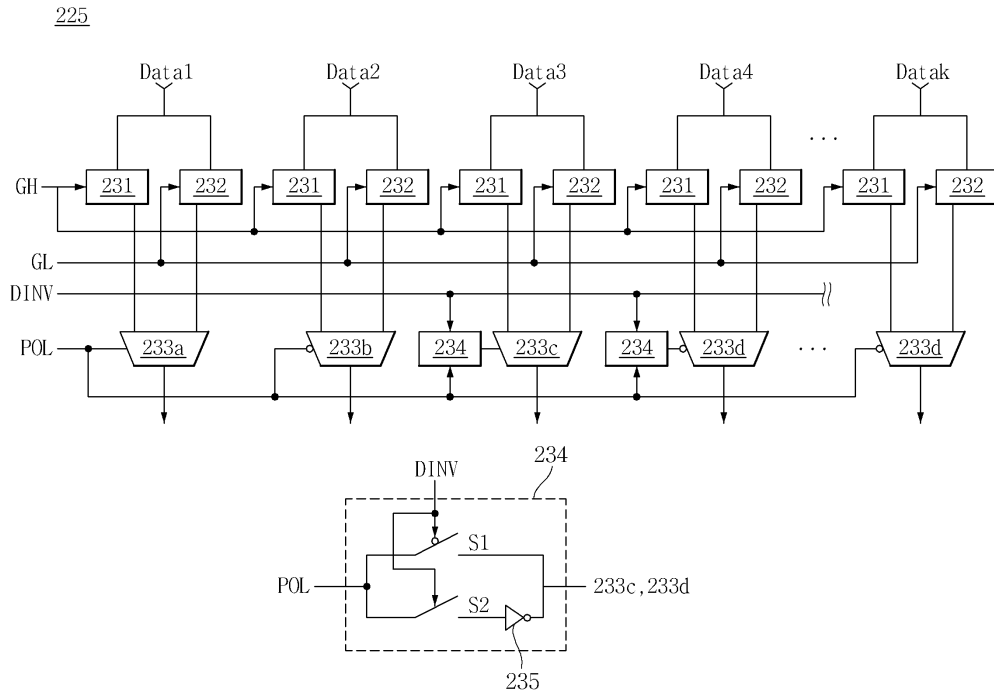 225
Data1 Data2 Data3 Data4 Datak
...
GH 231 232 231 232 231 232 231 232 231 232
GL
DINV
POL 233a 233b 234 233c 234 233d ... 233d
DINV 234
S1
POL 233c,233d
S2
235